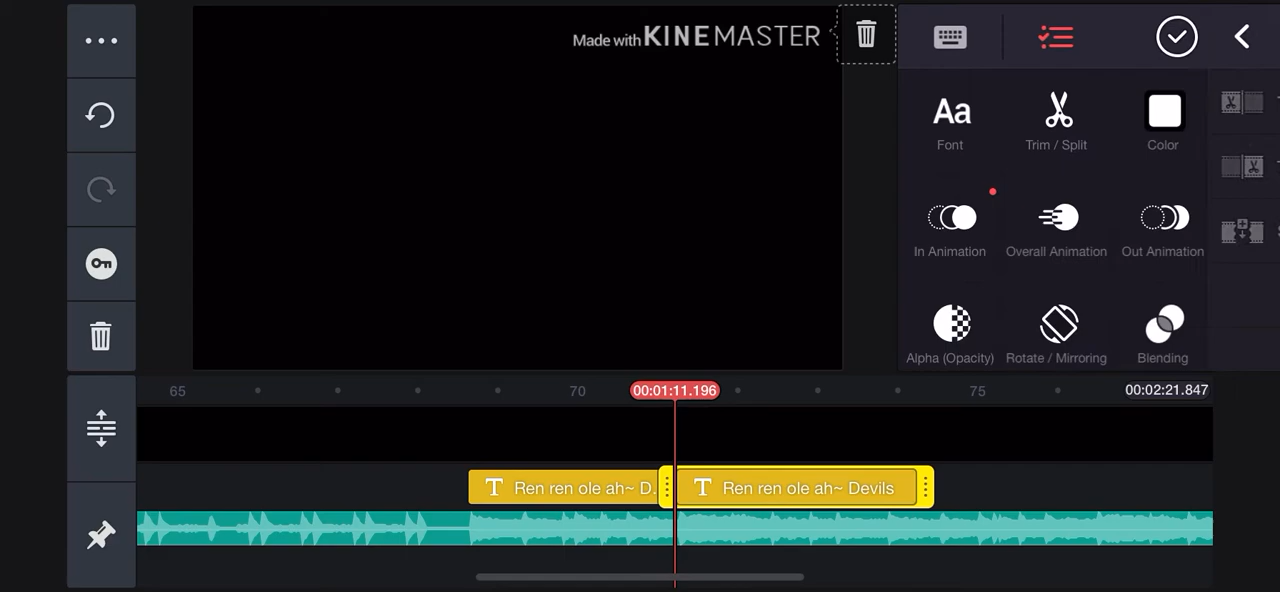 Made with KINEMASTER
Aa
Font
Trim / Split
Color
In Animation
Overall Animation
Out Animation
Alpha (Opacity)
Rotate / Mirroring
Blending
65
70
00:01:11.196
75
00:02:21.847
T Ren ren ole ah~ D.
T Ren ren ole ah~ Devils